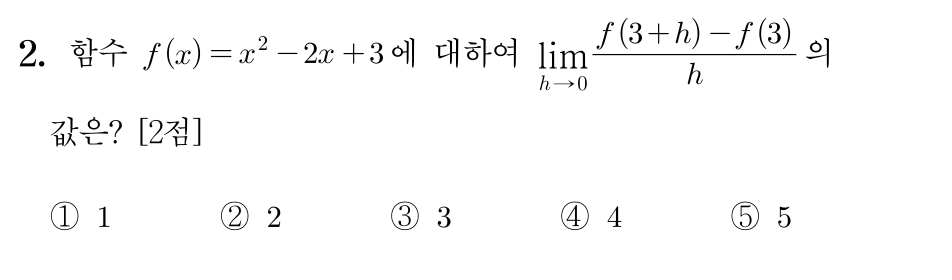 2. 함수 f(x)=x²-2x+3에 대하여 lim_{h→0} \frac{f(3+h)-f(3)}{h} 의
값은? [2점]
① 1 ② 2 ③ 3 ④ 4 ⑤ 5